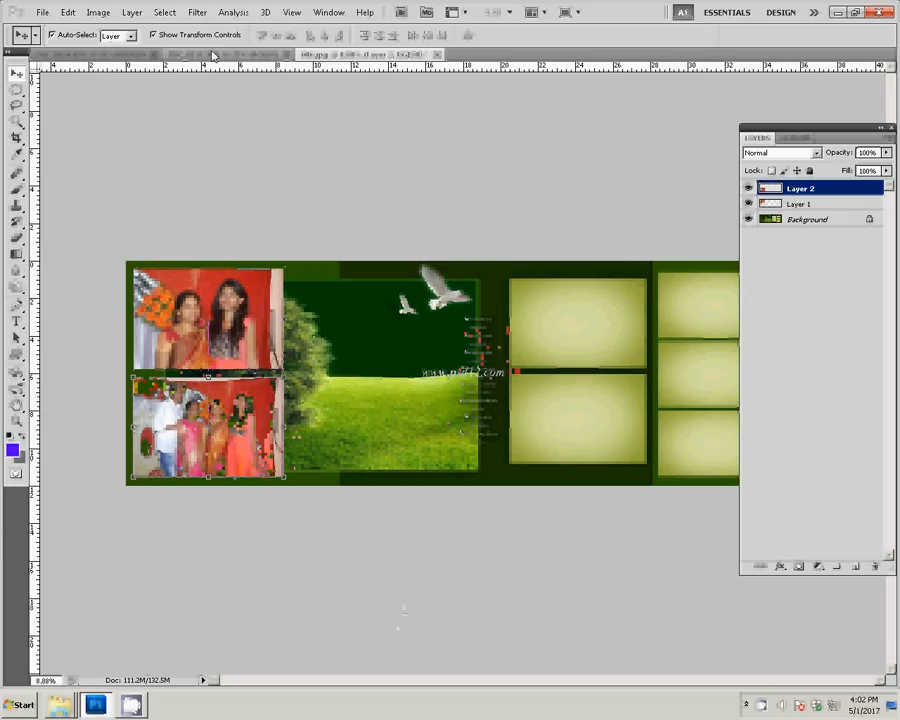 File Edit Image Layer Select Filter Analysis 3D View Window Help
ESSENTIALS DESIGN
Auto-Select: Layer Show Transform Controls
Normal Opacity: 100%
Lock: Fill: 100%
Layer 2
Layer 1
Background
8.88% Doc: 111.2M/132.5M
Start
4:02 PM
5/1/2017